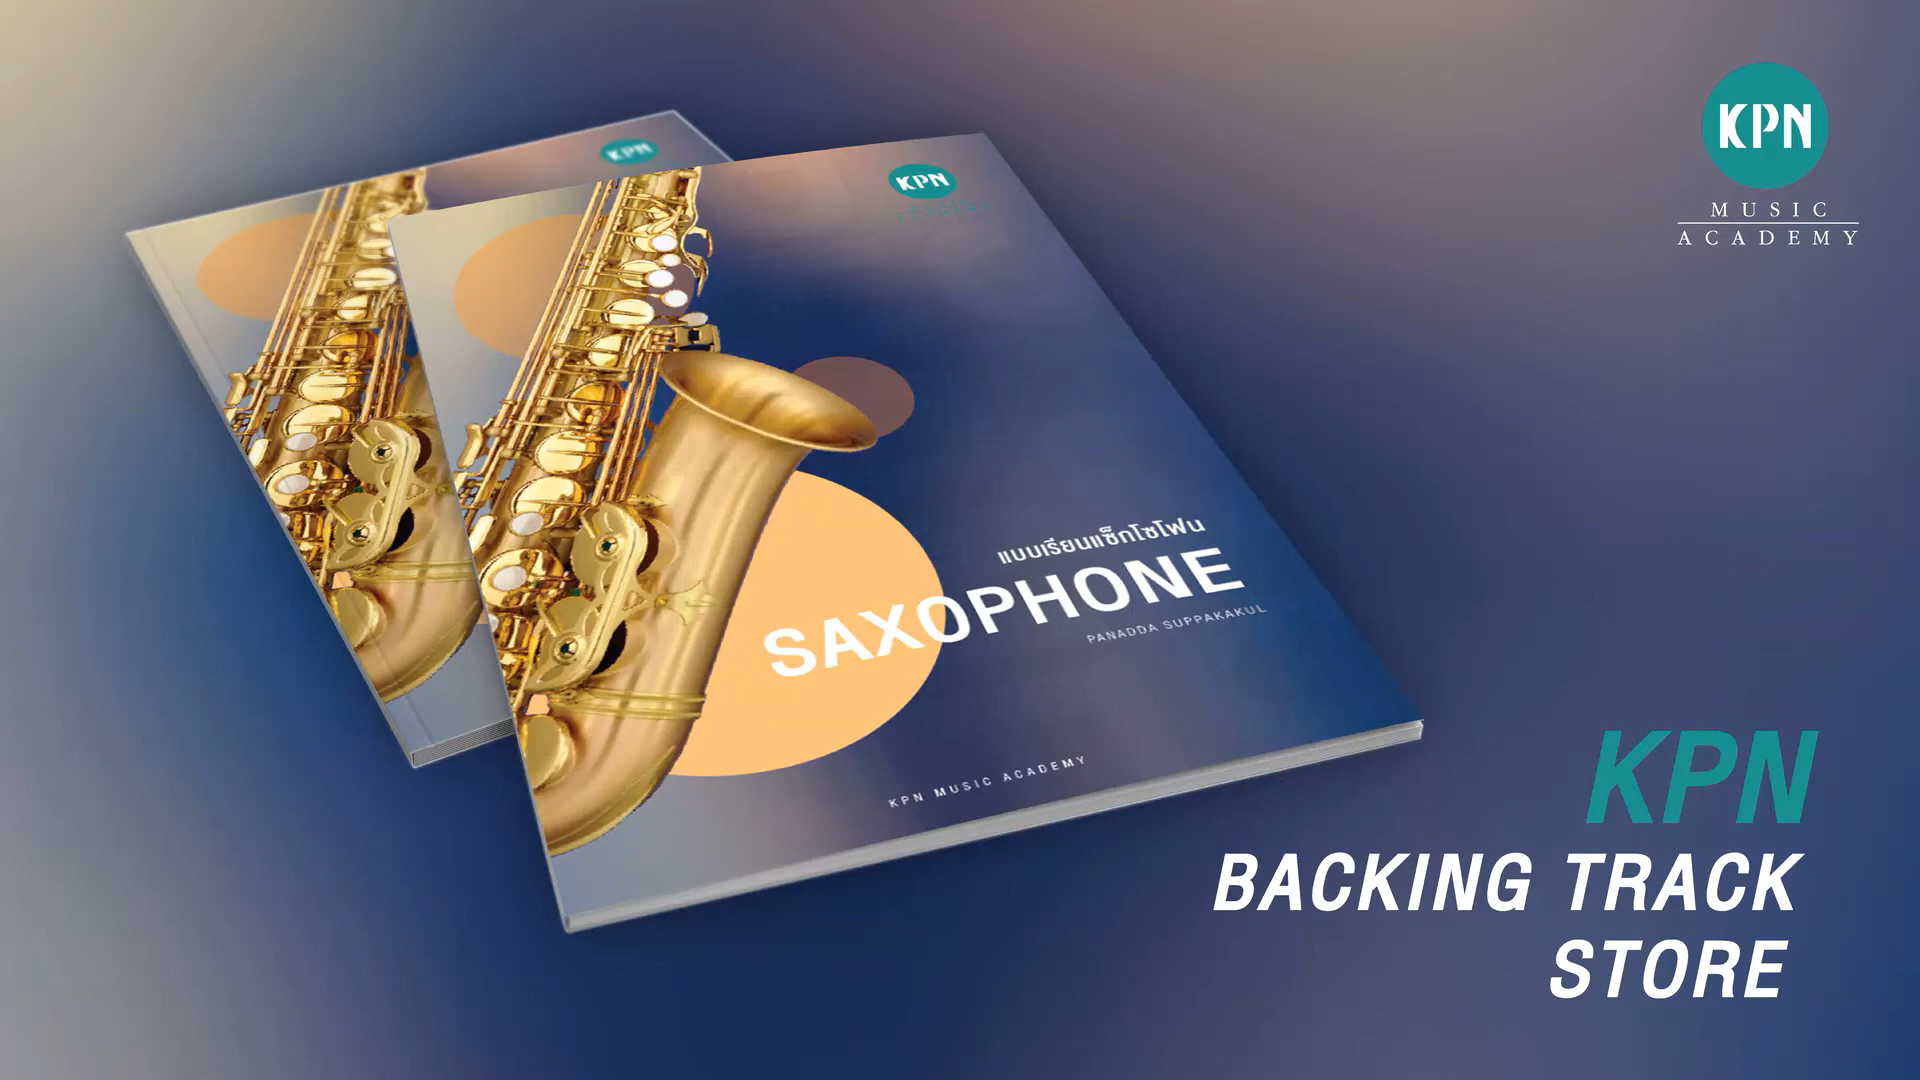 KPN
MUSIC
ACADEMY
KPN
KPN
แบบเรียนแซ็กโซโฟน
SAXOPHONE
PANADDA SUPPAKAKUL
KPN MUSIC ACADEMY
KPN
BACKING TRACK
STORE